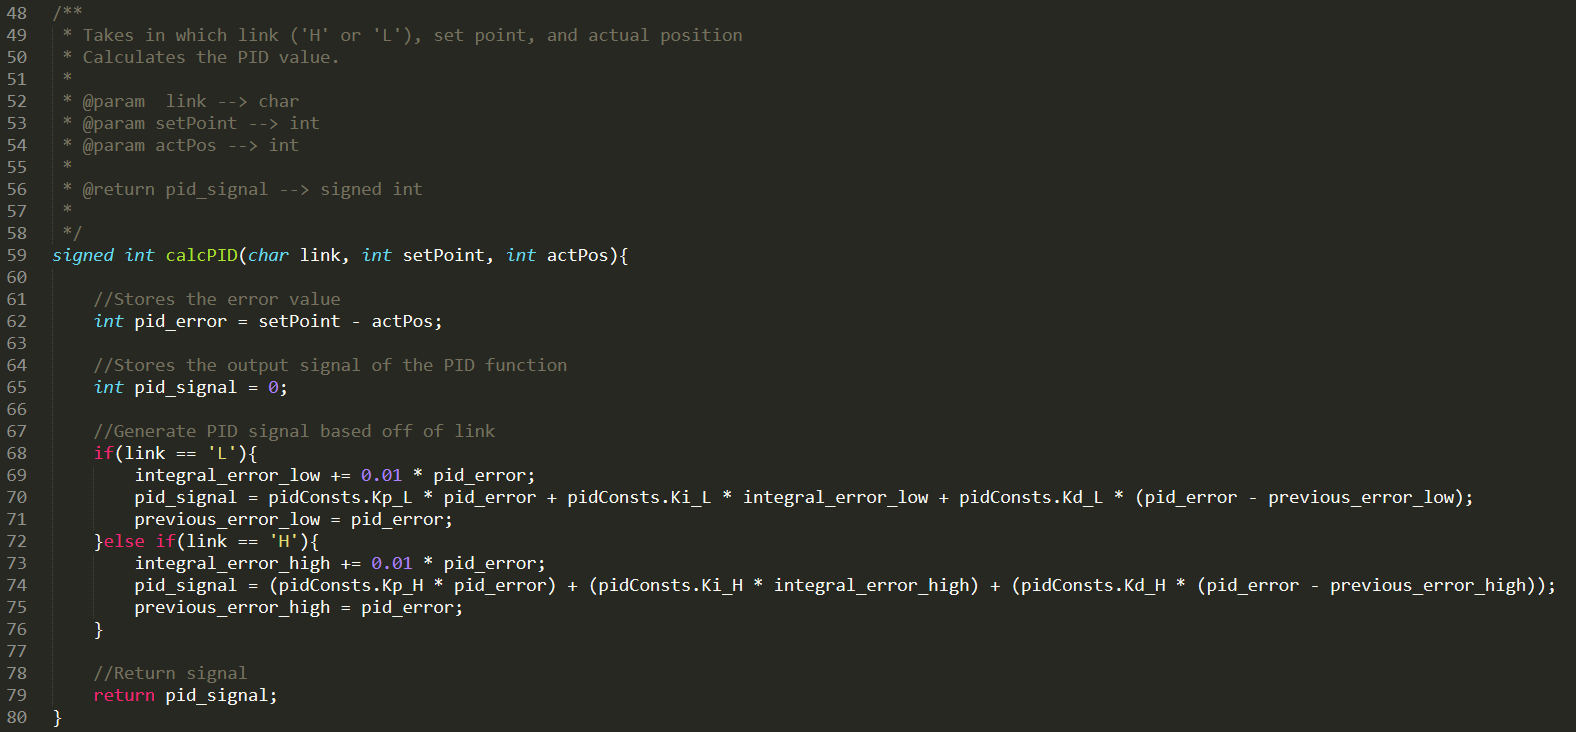 48 /**
49  * Takes in which link ('H' or 'L'), set point, and actual position
50  * Calculates the PID value.
51  *
52  * @param  link --> char
53  * @param setPoint --> int
54  * @param actPos --> int
55  *
56  * @return pid_signal --> signed int
57  *
58  */
59 signed int calcPID(char link, int setPoint, int actPos){
60
61     //Stores the error value
62     int pid_error = setPoint - actPos;
63
64     //Stores the output signal of the PID function
65     int pid_signal = 0;
66
67     //Generate PID signal based off of link
68     if(link == 'L'){
69         integral_error_low += 0.01 * pid_error;
70         pid_signal = pidConsts.Kp_L * pid_error + pidConsts.Ki_L * integral_error_low + pidConsts.Kd_L * (pid_error - previous_error_low);
71         previous_error_low = pid_error;
72     }else if(link == 'H'){
73         integral_error_high += 0.01 * pid_error;
74         pid_signal = (pidConsts.Kp_H * pid_error) + (pidConsts.Ki_H * integral_error_high) + (pidConsts.Kd_H * (pid_error - previous_error_high));
75         previous_error_high = pid_error;
76     }
77
78     //Return signal
79     return pid_signal;
80 }